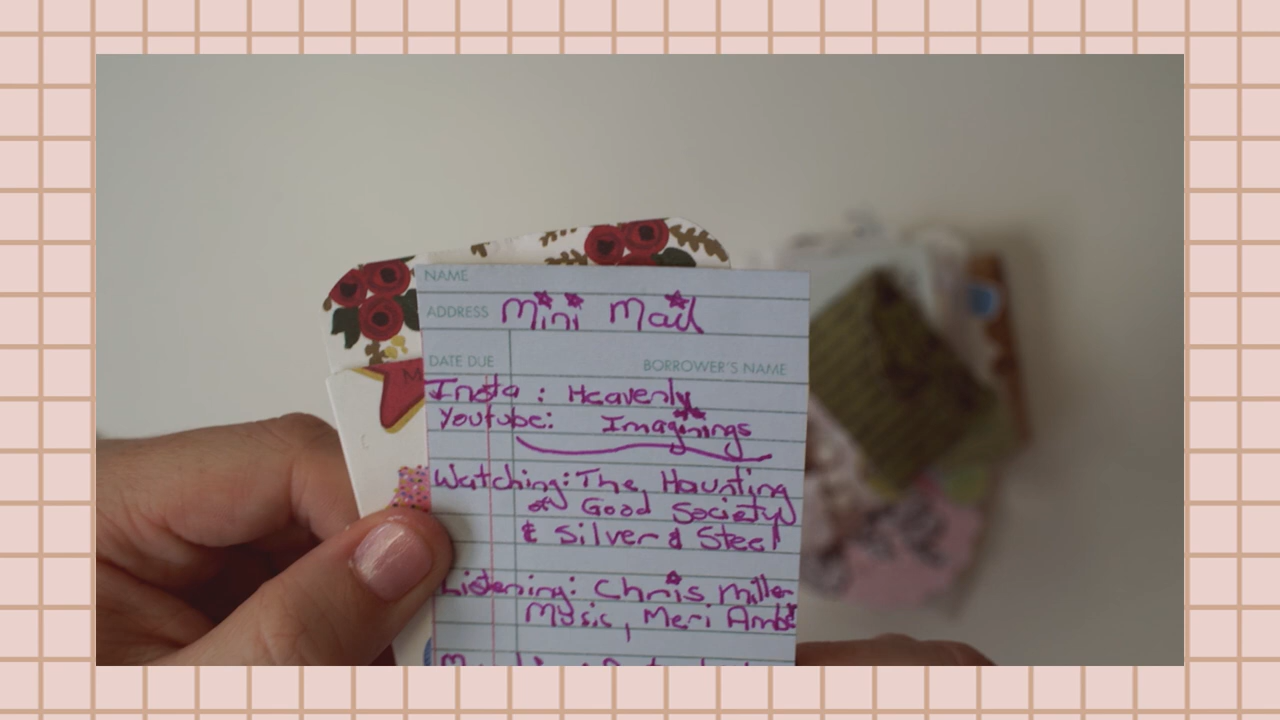 NAME
ADDRESS Mini Mail
DATE DUE BORROWER'S NAME
Insta : Heavenly
Youtube: Imaginings
Watching: The Haunting
Good Society
& Silver & Steel
Listening: Chris Miller
Music, Meri Amber